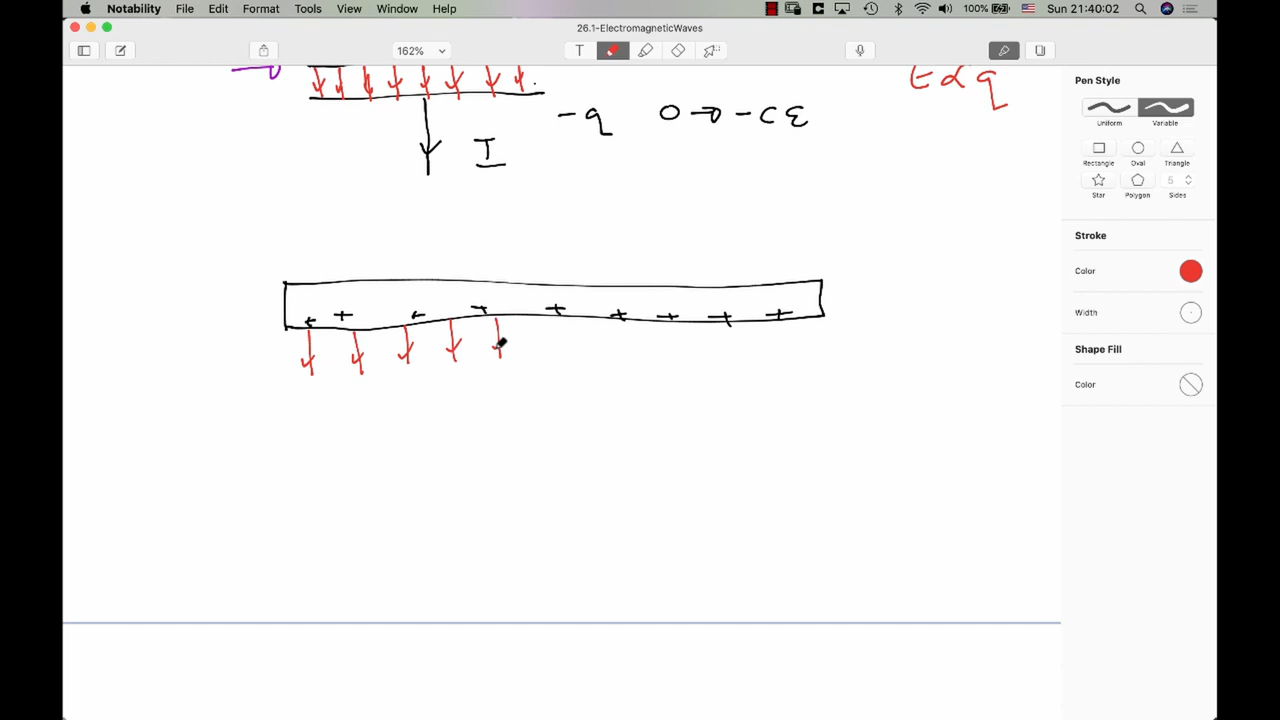 Notability File Edit Format Tools View Window Help 100% Sun 21:40:02
26.1-ElectromagneticWaves
162% T
E ∝ q
Pen Style
Uniform Variable
Rectangle Oval Triangle
Star Polygon 5 Sides
- q 0 → - C ε
I
Stroke
Color
Width
+ + + + + + + + +
Shape Fill
Color